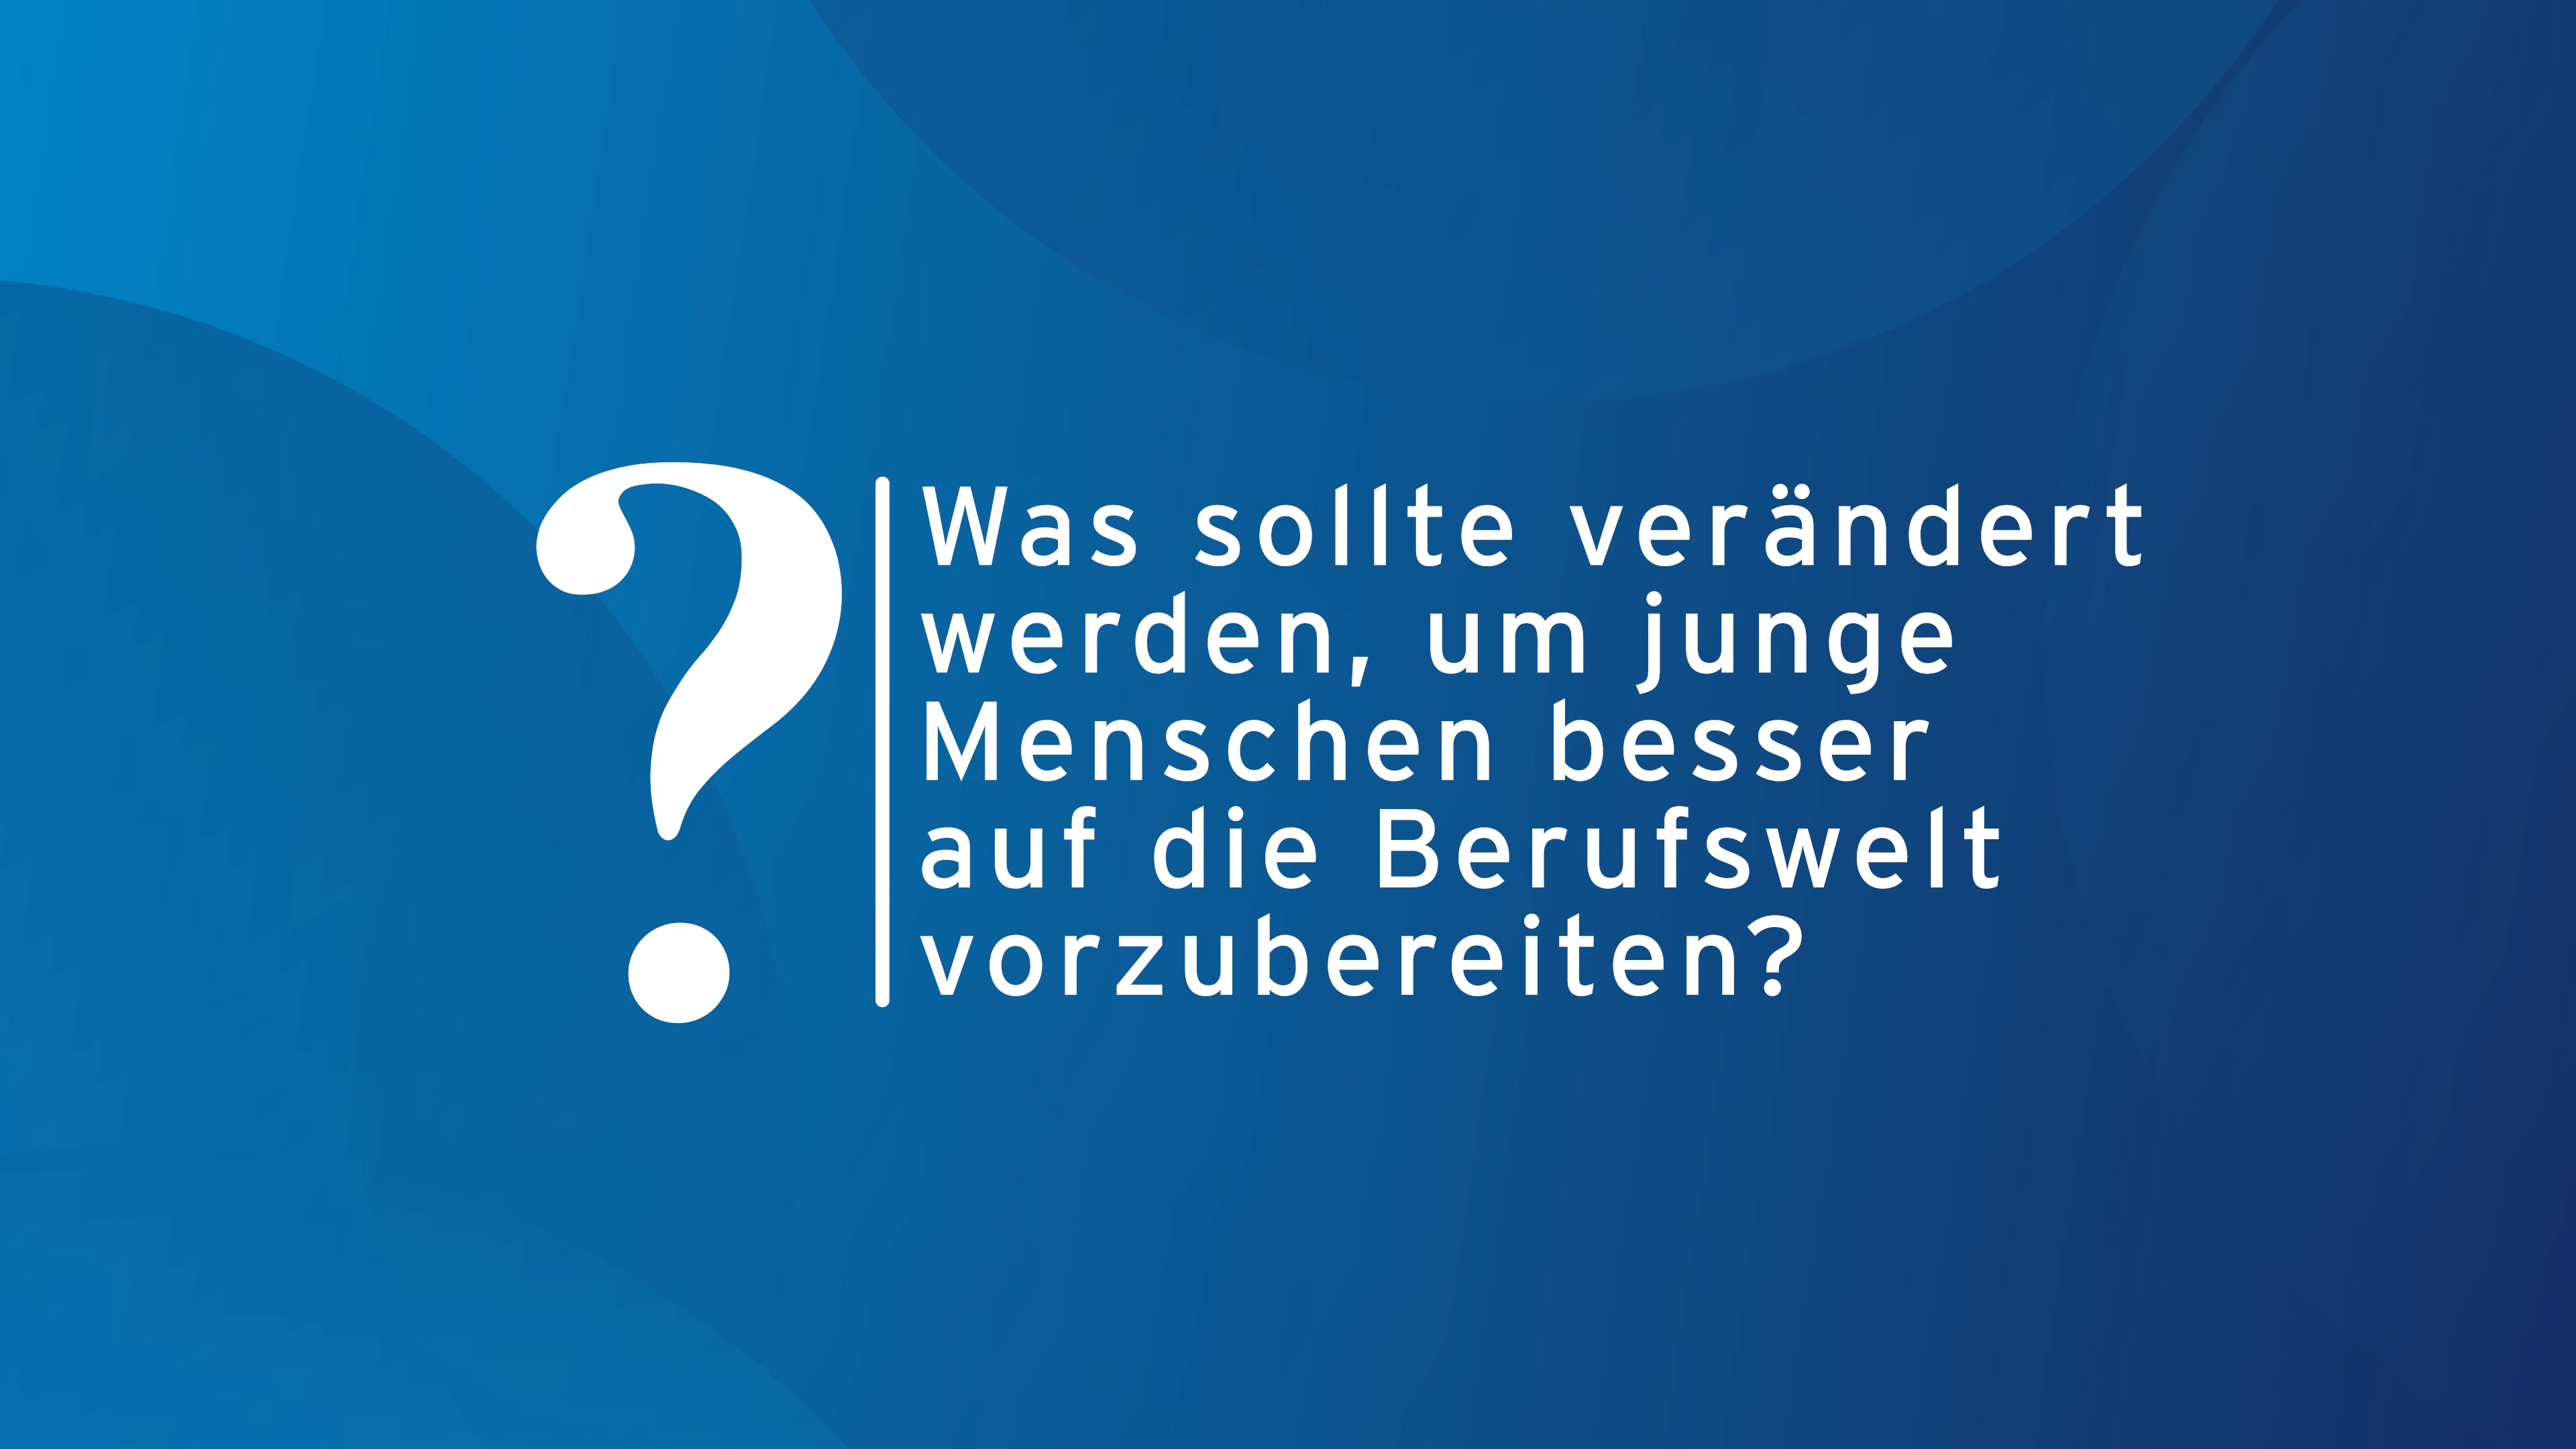 ?
Was sollte verändert
werden, um junge
Menschen besser
auf die Berufswelt
vorzubereiten?